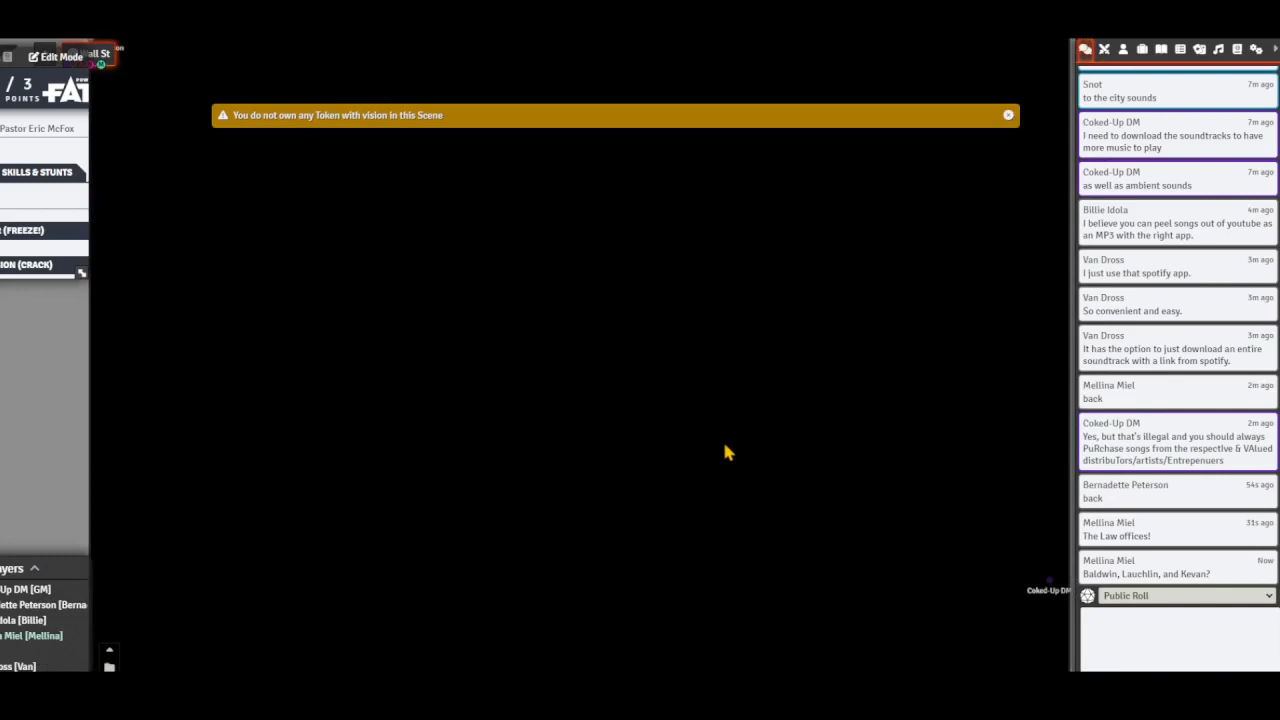 all St
on
Edit Mode
/ 3
POINTS
FAT
Pastor Eric McFox
SKILLS & STUNTS
(FREEZE!)
ION (CRACK)
ayers
Up DM [GM]
lette Peterson [Berna
dola [Billie]
a Miel [Mellina]
oss [Van]
You do not own any Token with vision in this Scene
Coked-Up DM
Snot 7m ago
to the city sounds
Coked-Up DM 7m ago
I need to download the soundtracks to have
more music to play
Coked-Up DM 7m ago
as well as ambient sounds
Billie Idola 4m ago
I believe you can peel songs out of youtube as
an MP3 with the right app.
Van Dross 3m ago
I just use that spotify app.
Van Dross 3m ago
So convenient and easy.
Van Dross 3m ago
It has the option to just download an entire
soundtrack with a link from spotify.
Mellina Miel 2m ago
back
Coked-Up DM 2m ago
Yes, but that's illegal and you should always
PuRchase songs from the respectIve & VAlued
distribuTors/artists/Entrepenuers
Bernadette Peterson 54s ago
back
Mellina Miel 31s ago
The Law offices!
Mellina Miel Now
Baldwin, Lauchlin, and Kevan?
Public Roll